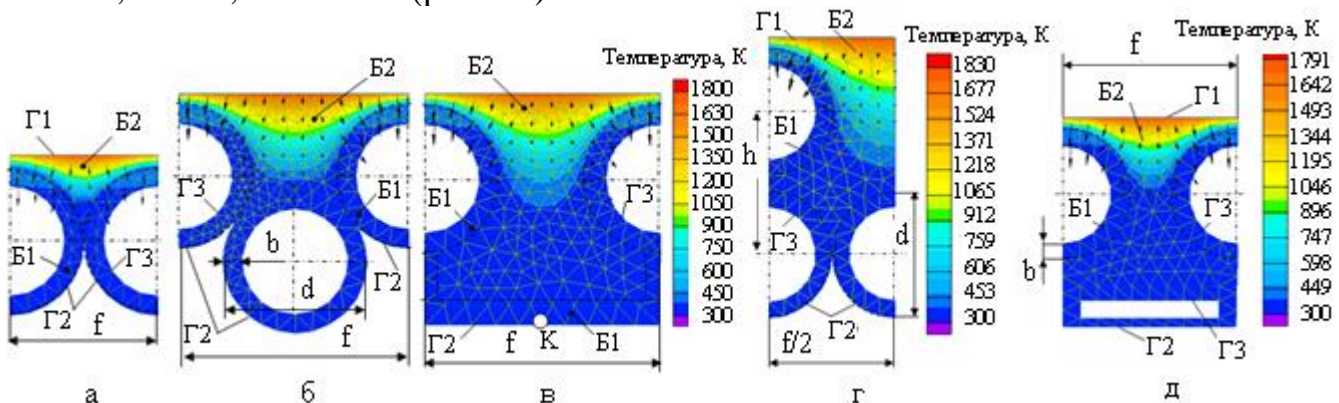 Г1
Б2
Б1
Г3
Г2
f
а
Б2
Г3
Б1
b
d
Г2
Г2
f
б
Б2
Б1
Г3
Г2
f
К
Б1
в
Температура, К
1800
1630
1500
1350
1200
1050
900
750
600
450
300
Г1
Б2
Б1
h
Г3
d
Г2
f/2
г
Температура, К
1830
1677
1524
1371
1218
1065
912
759
606
453
300
f
Б2
Г1
Б1
Г3
b
Г2
Г3
д
Температура, К
1791
1642
1493
1344
1195
1046
896
747
598
449
300